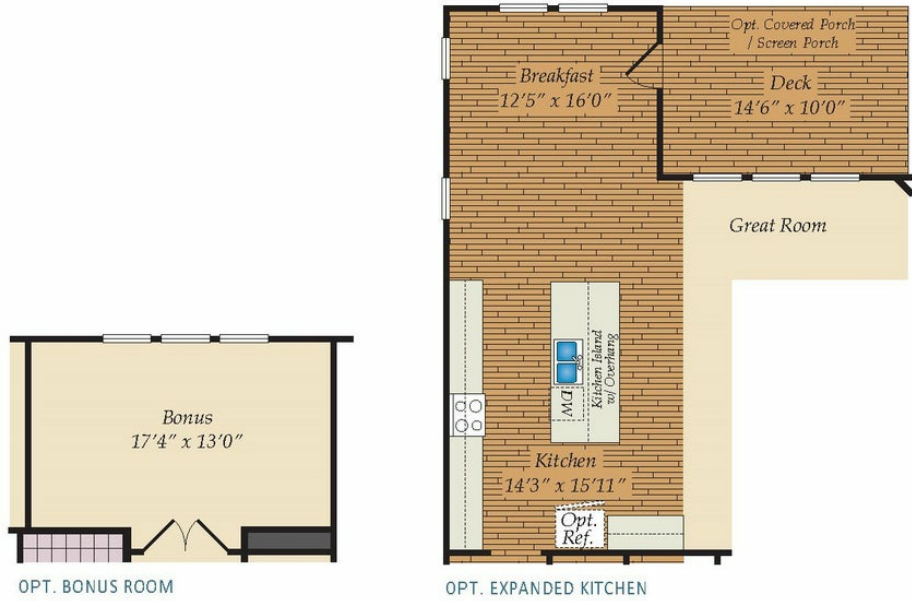 Opt. Covered Porch
/ Screen Porch
Breakfast
12'5" x 16'0"
Deck
14'6" x 10'0"
Great Room
Kitchen Island
w/ Overhang
DW
Bonus
17'4" x 13'0"
Kitchen
14'3" x 15'11"
Opt.
Ref.
OPT. BONUS ROOM
OPT. EXPANDED KITCHEN